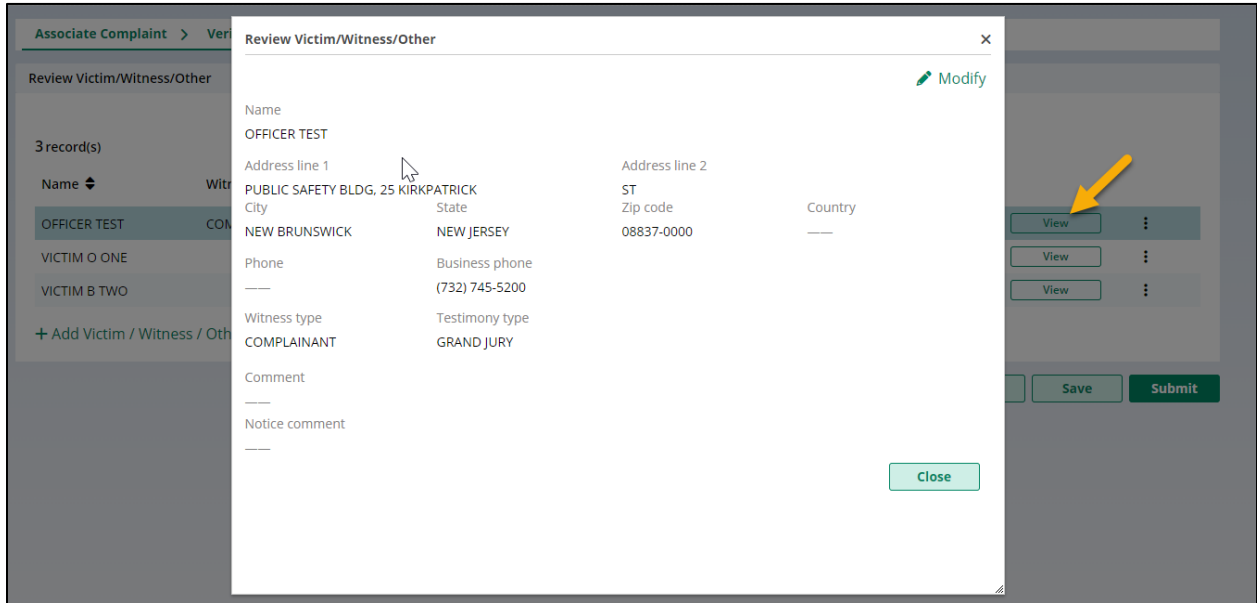 Associate Complaint > Veri
Review Victim/Witness/Other ×
Review Victim/Witness/Other
Modify
Name
OFFICER TEST
3 record(s)
Address line 1 Address line 2
PUBLIC SAFETY BLDG, 25 KIRKPATRICK ST
Name Witn
City State Zip code Country
OFFICER TEST COM
NEW BRUNSWICK NEW JERSEY 08837-0000 ——
View
VICTIM O ONE
Phone Business phone
View
—— (732) 745-5200
VICTIM B TWO
View
Witness type Testimony type
+ Add Victim / Witness / Oth
COMPLAINANT GRAND JURY
Comment
——
Save Submit
Notice comment
——
Close